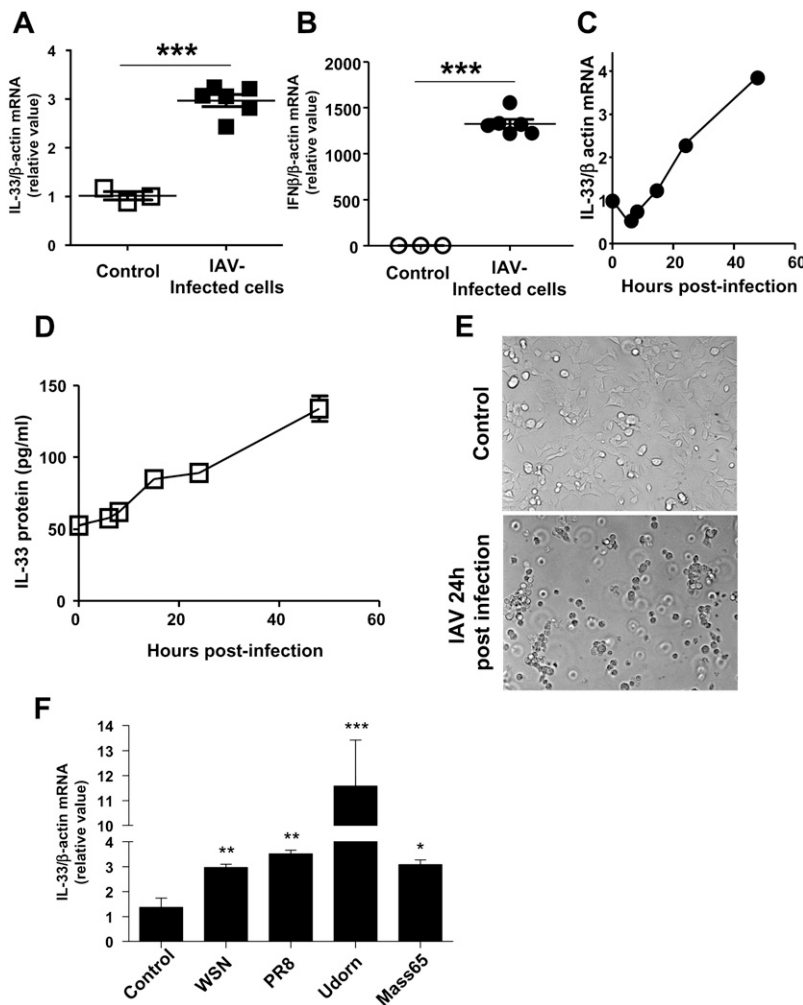 A
***
IL-33/β-actin mRNA
(relative value)
4
3
2
1
0
Control
IAV-
Infected cells
B
***
IFNβ/β-actin mRNA
(relative value)
2000
1500
1000
500
0
Control
IAV-
Infected cells
C
IL-33/β actin mRNA
4
3
2
1
0
0
20
40
60
Hours post-infection
D
IL-33 protein (pg/ml)
150
100
50
0
0
20
40
60
Hours post-infection
E
Control
IAV 24h
post infection
F
IL-33/β-actin mRNA
(relative value)
14
13
12
11
10
4
3
2
1
0
**
**
***
*
Control
WSN
PR8
Udorn
Mass65